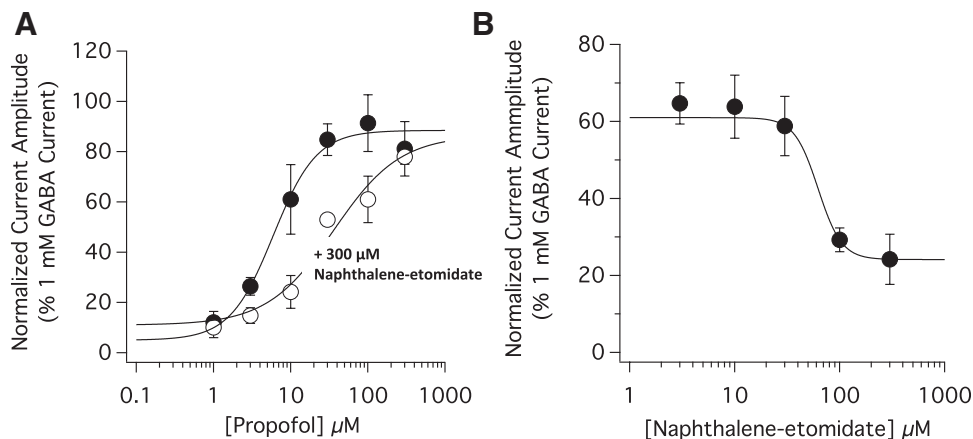 A
Normalized Current Amplitude
(% 1 mM GABA Current)
120
100
80
60
40
20
0
+ 300 µM
Naphthalene-etomidate
0.1
1
10
100
1000
[Propofol] µM
B
Normalized Current Ammplitude
(% 1 mM GABA Current)
80
60
40
20
0
1
10
100
1000
[Naphthalene-etomidate] µM